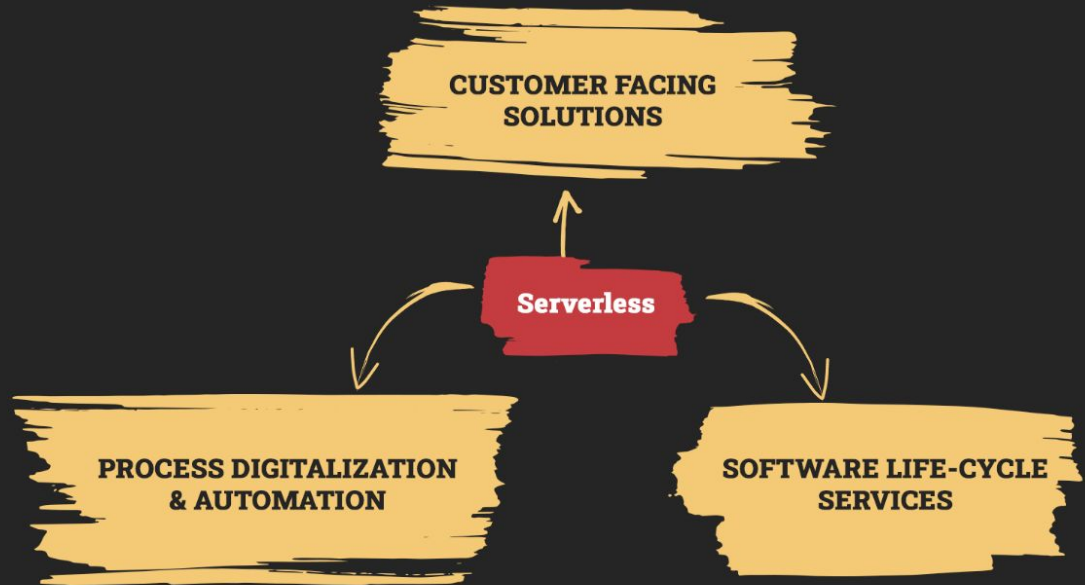 CUSTOMER FACING
SOLUTIONS
Serverless
PROCESS DIGITALIZATION
& AUTOMATION
SOFTWARE LIFE-CYCLE
SERVICES